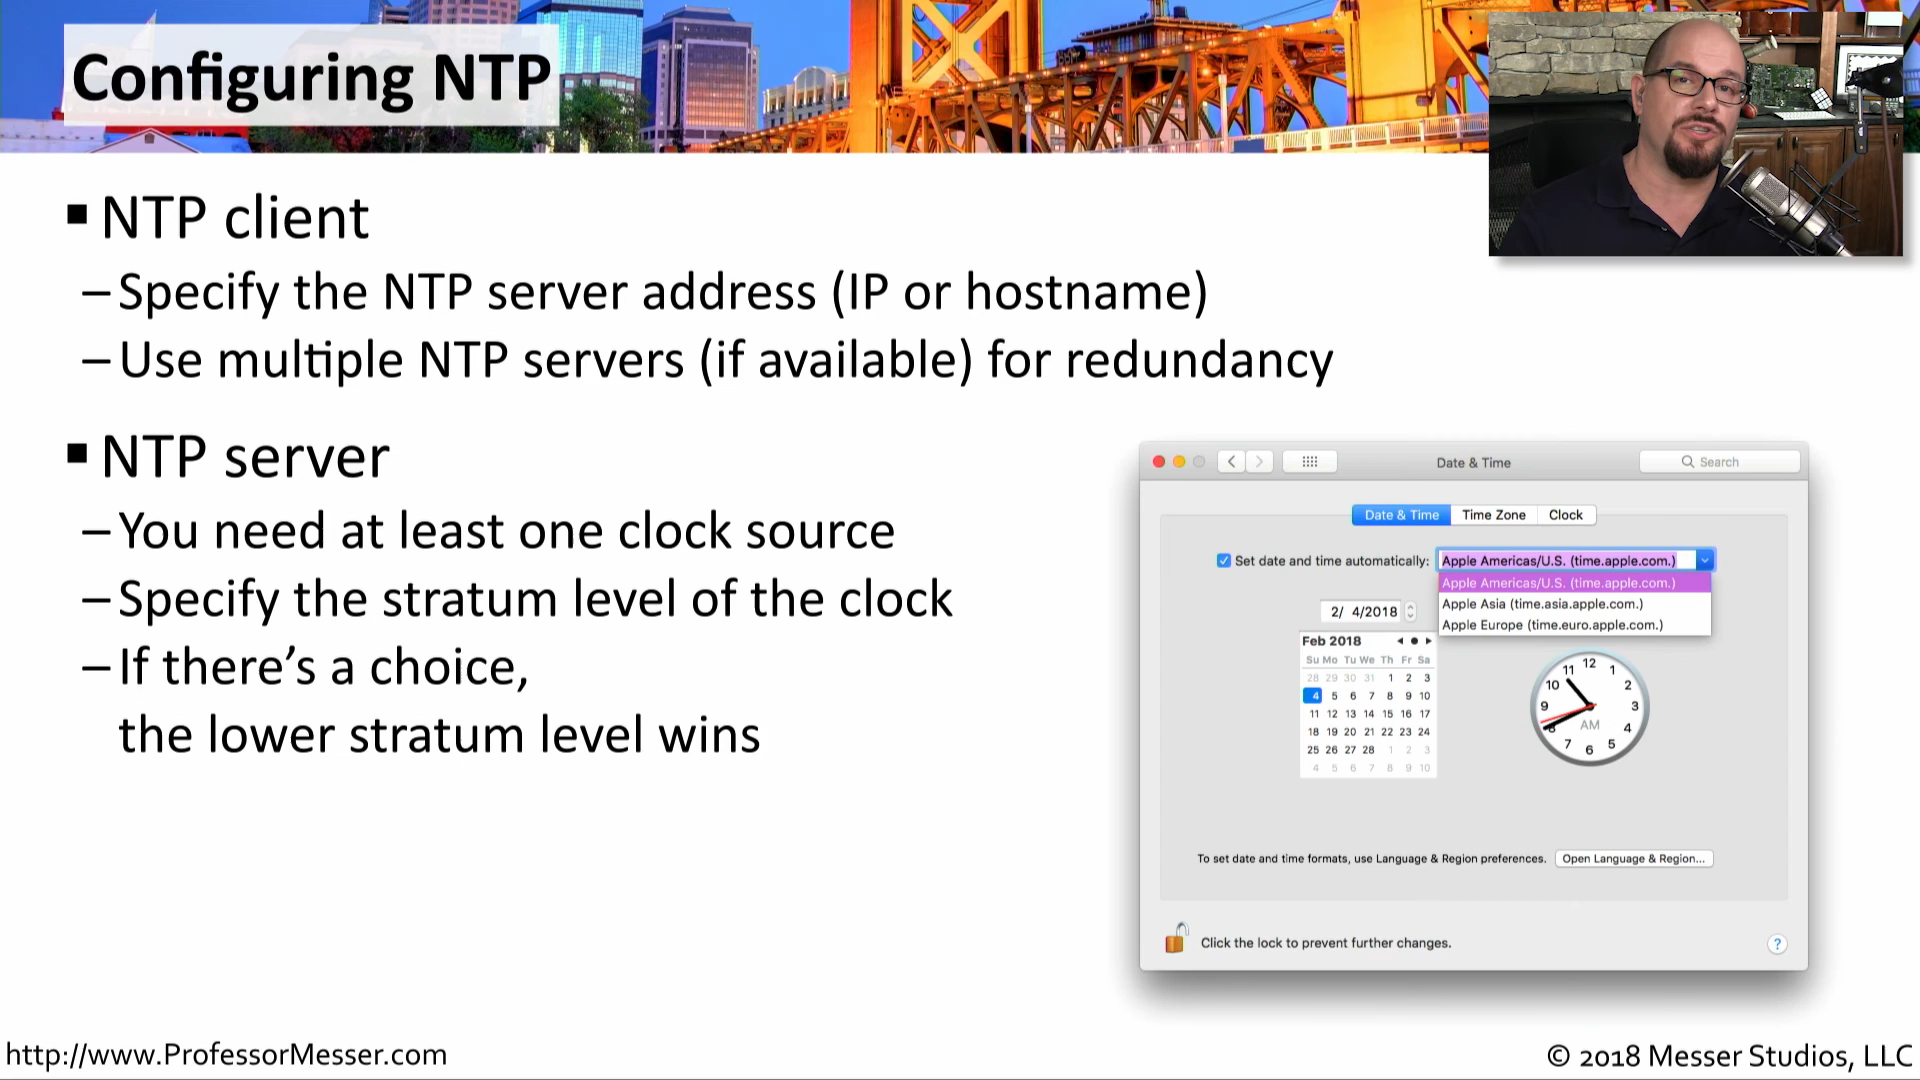 Configuring NTP
▪ NTP client
– Specify the NTP server address (IP or hostname)
– Use multiple NTP servers (if available) for redundancy
▪ NTP server
– You need at least one clock source
– Specify the stratum level of the clock
– If there’s a choice,
the lower stratum level wins
Date & Time
Search
Date & Time Time Zone Clock
Set date and time automatically: Apple Americas/U.S. (time.apple.com.)
Apple Americas/U.S. (time.apple.com.)
Apple Asia (time.asia.apple.com.)
Apple Europe (time.euro.apple.com.)
2/ 4/2018
Feb 2018
Su Mo Tu We Th Fr Sa
28 29 30 31 1 2 3
4 5 6 7 8 9 10
11 12 13 14 15 16 17
18 19 20 21 22 23 24
25 26 27 28 1 2 3
4 5 6 7 8 9 10
12 1 2 3 4 5 6 7 8 9 10 11
AM
To set date and time formats, use Language & Region preferences. Open Language & Region...
Click the lock to prevent further changes. ?
http://www.ProfessorMesser.com
© 2018 Messer Studios, LLC